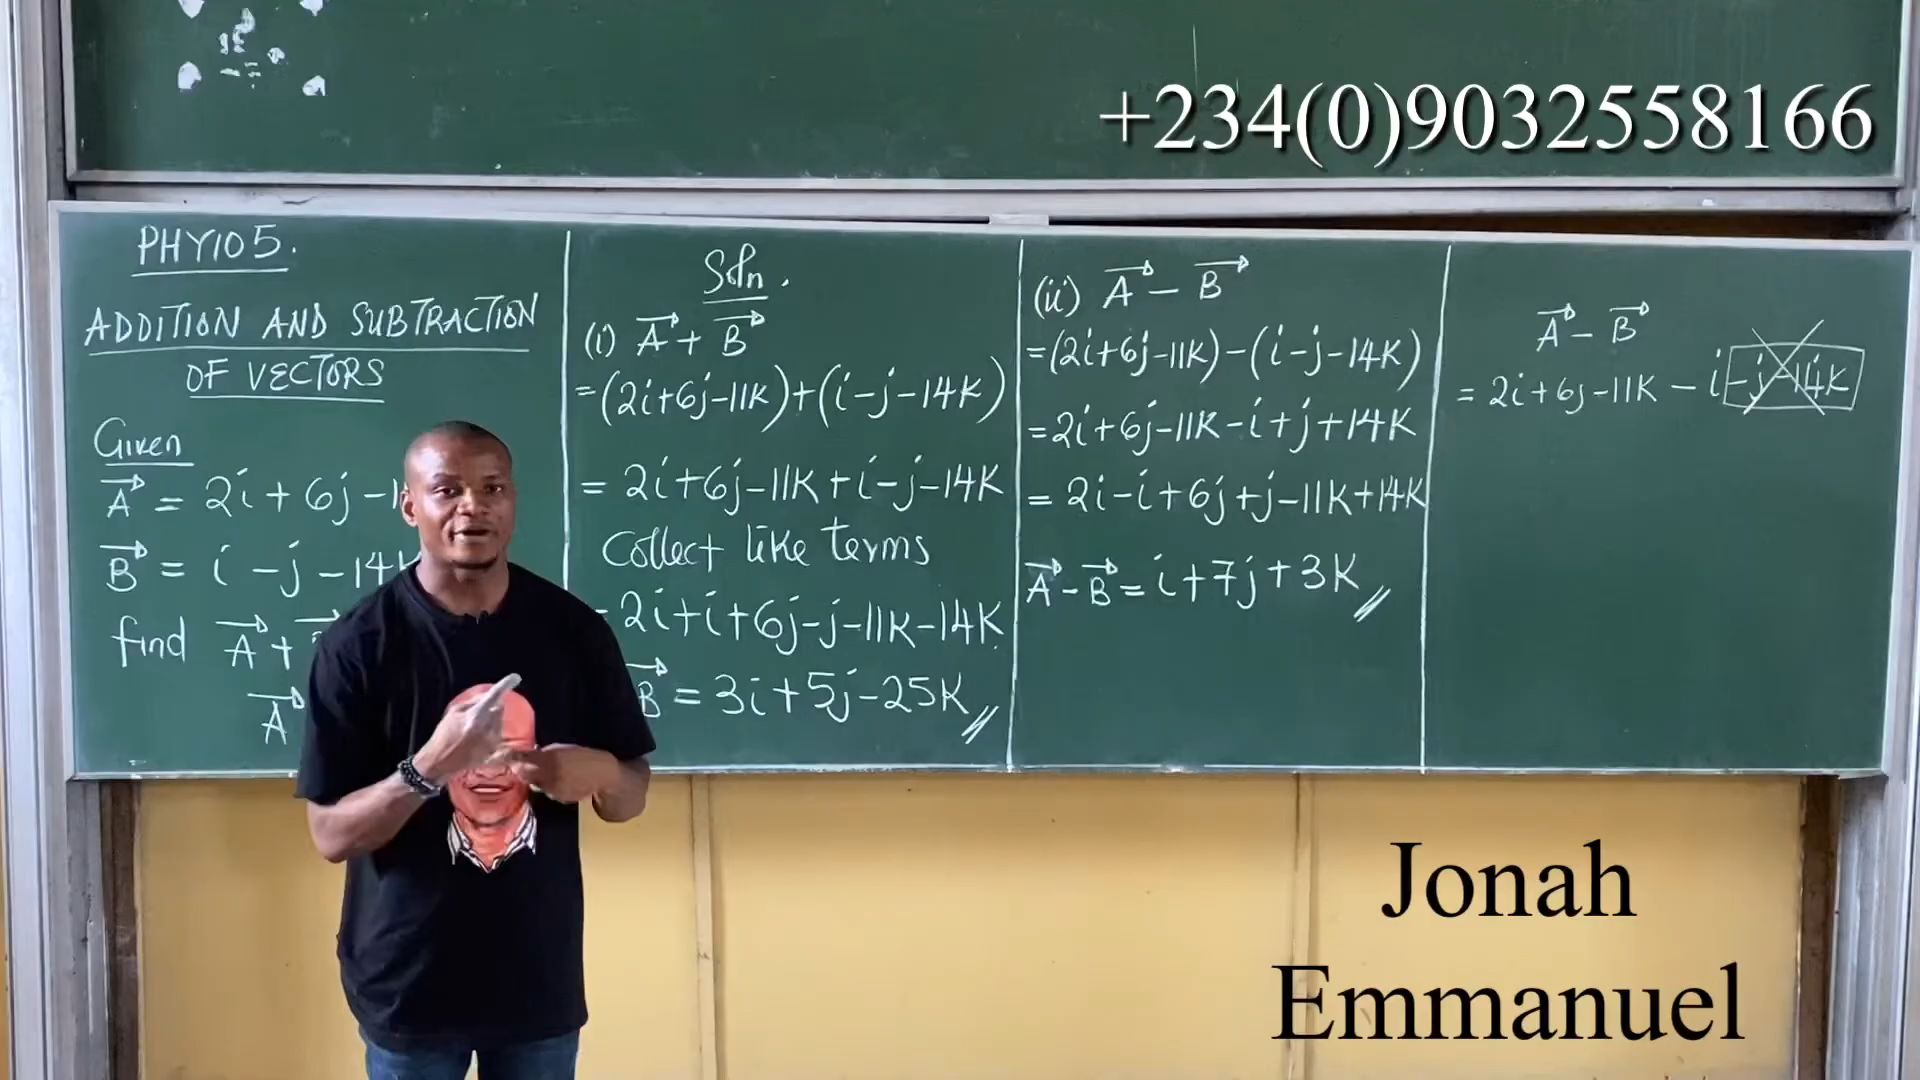 +234(0)9032558166
PHY105.
ADDITION AND SUBTRACTION
OF VECTORS
Given
A = 2i + 6j - 1
B = i - j - 14k
find A +
A
Soln.
(i) A + B
= (2i+6j-11k)+(i-j-14k)
= 2i+6j-11k+i-j-14k
Collect like terms
=2i+i+6j-j-11k-14k
B = 3i+5j-25k
(ii) A - B
=(2i+6j-11k)-(i-j-14k)
=2i+6j-11k-i+j+14k
= 2i-i+6j+j-11k+14k
A-B = i+7j+3k
A - B
= 2i+6j-11k - i-j-14k
Jonah
Emmanuel